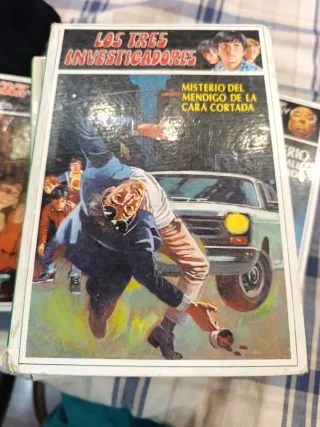 LOS TRES
INVESTIGADORES
MISTERIO DEL
MENDIGO DE LA
CARA CORTADA